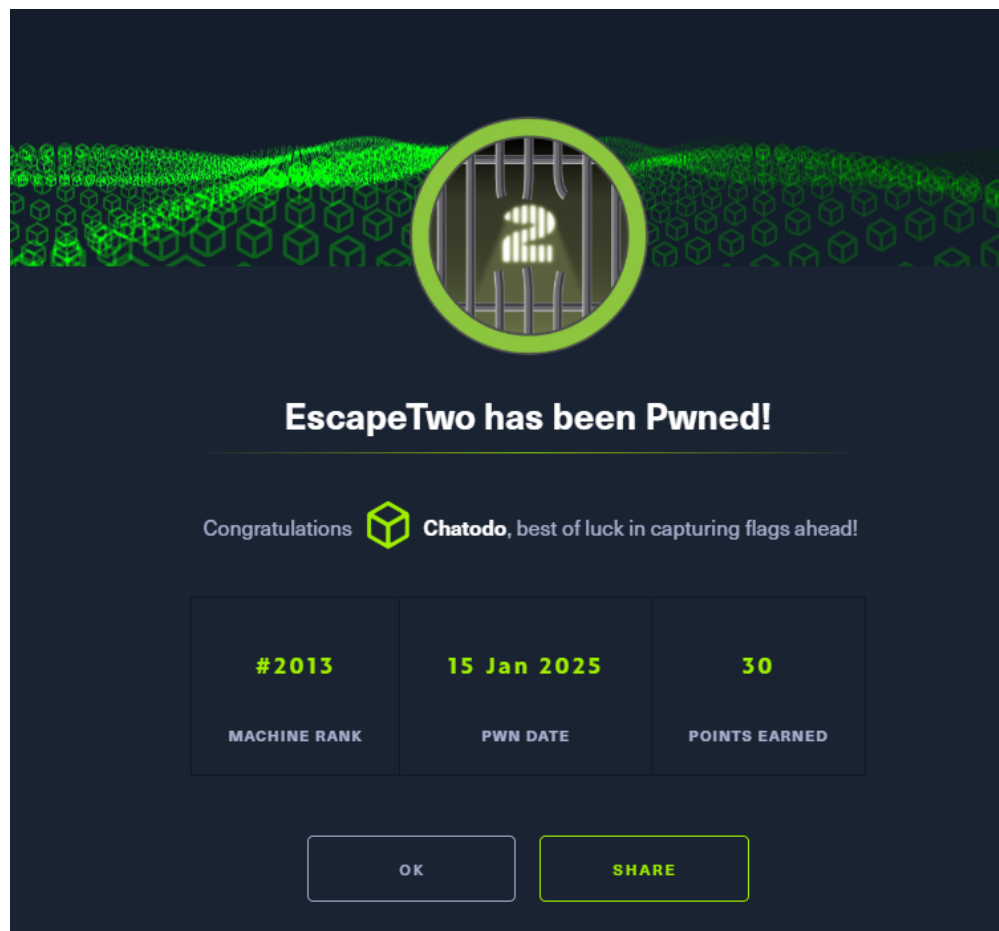 2
EscapeTwo has been Pwned!
Congratulations Chatodo, best of luck in capturing flags ahead!
#2013 15 Jan 2025 30
MACHINE RANK PWN DATE POINTS EARNED
OK SHARE